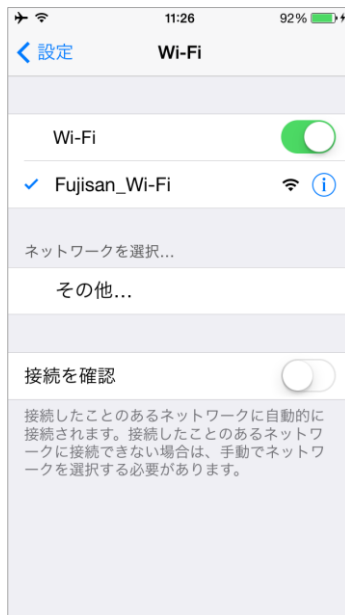 11:26 92%
設定 Wi-Fi
Wi-Fi
Fujisan_Wi-Fi
ネットワークを選択...
その他...
接続を確認
接続したことのあるネットワークに自動的に
接続されます。接続したことのあるネットワ
ークに接続できない場合は、手動でネットワ
ークを選択する必要があります。